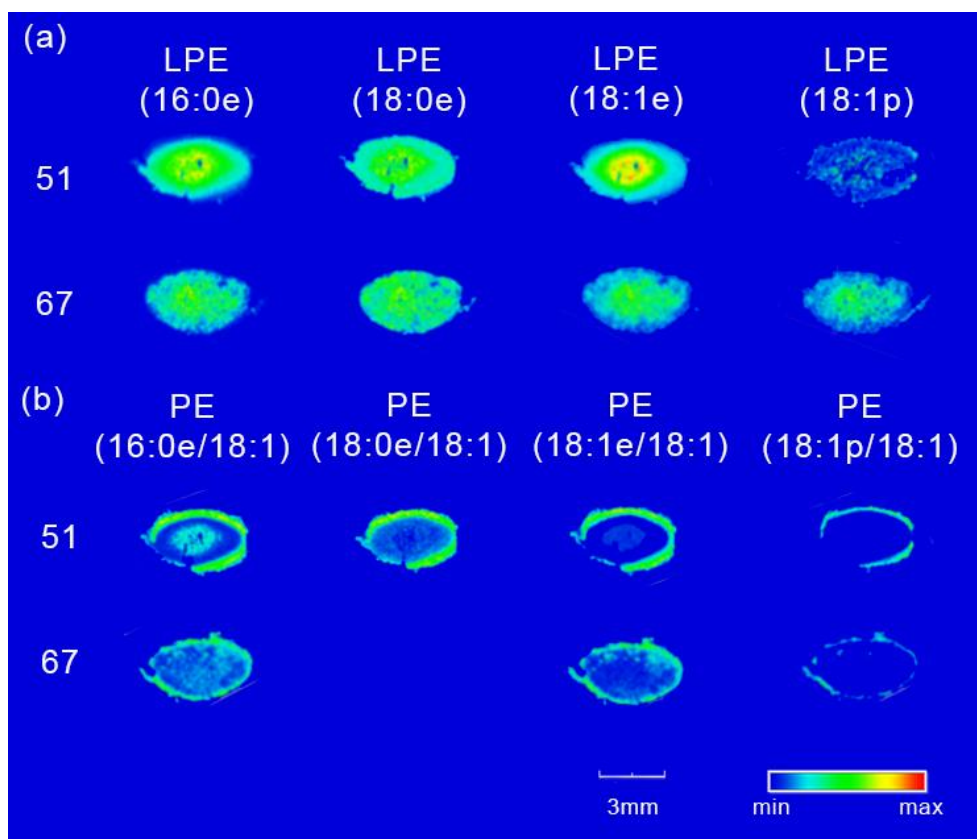 (a)
LPE LPE LPE LPE
(16:0e) (18:0e) (18:1e) (18:1p)
51
67
(b)
PE PE PE PE
(16:0e/18:1) (18:0e/18:1) (18:1e/18:1) (18:1p/18:1)
51
67
3mm
min max